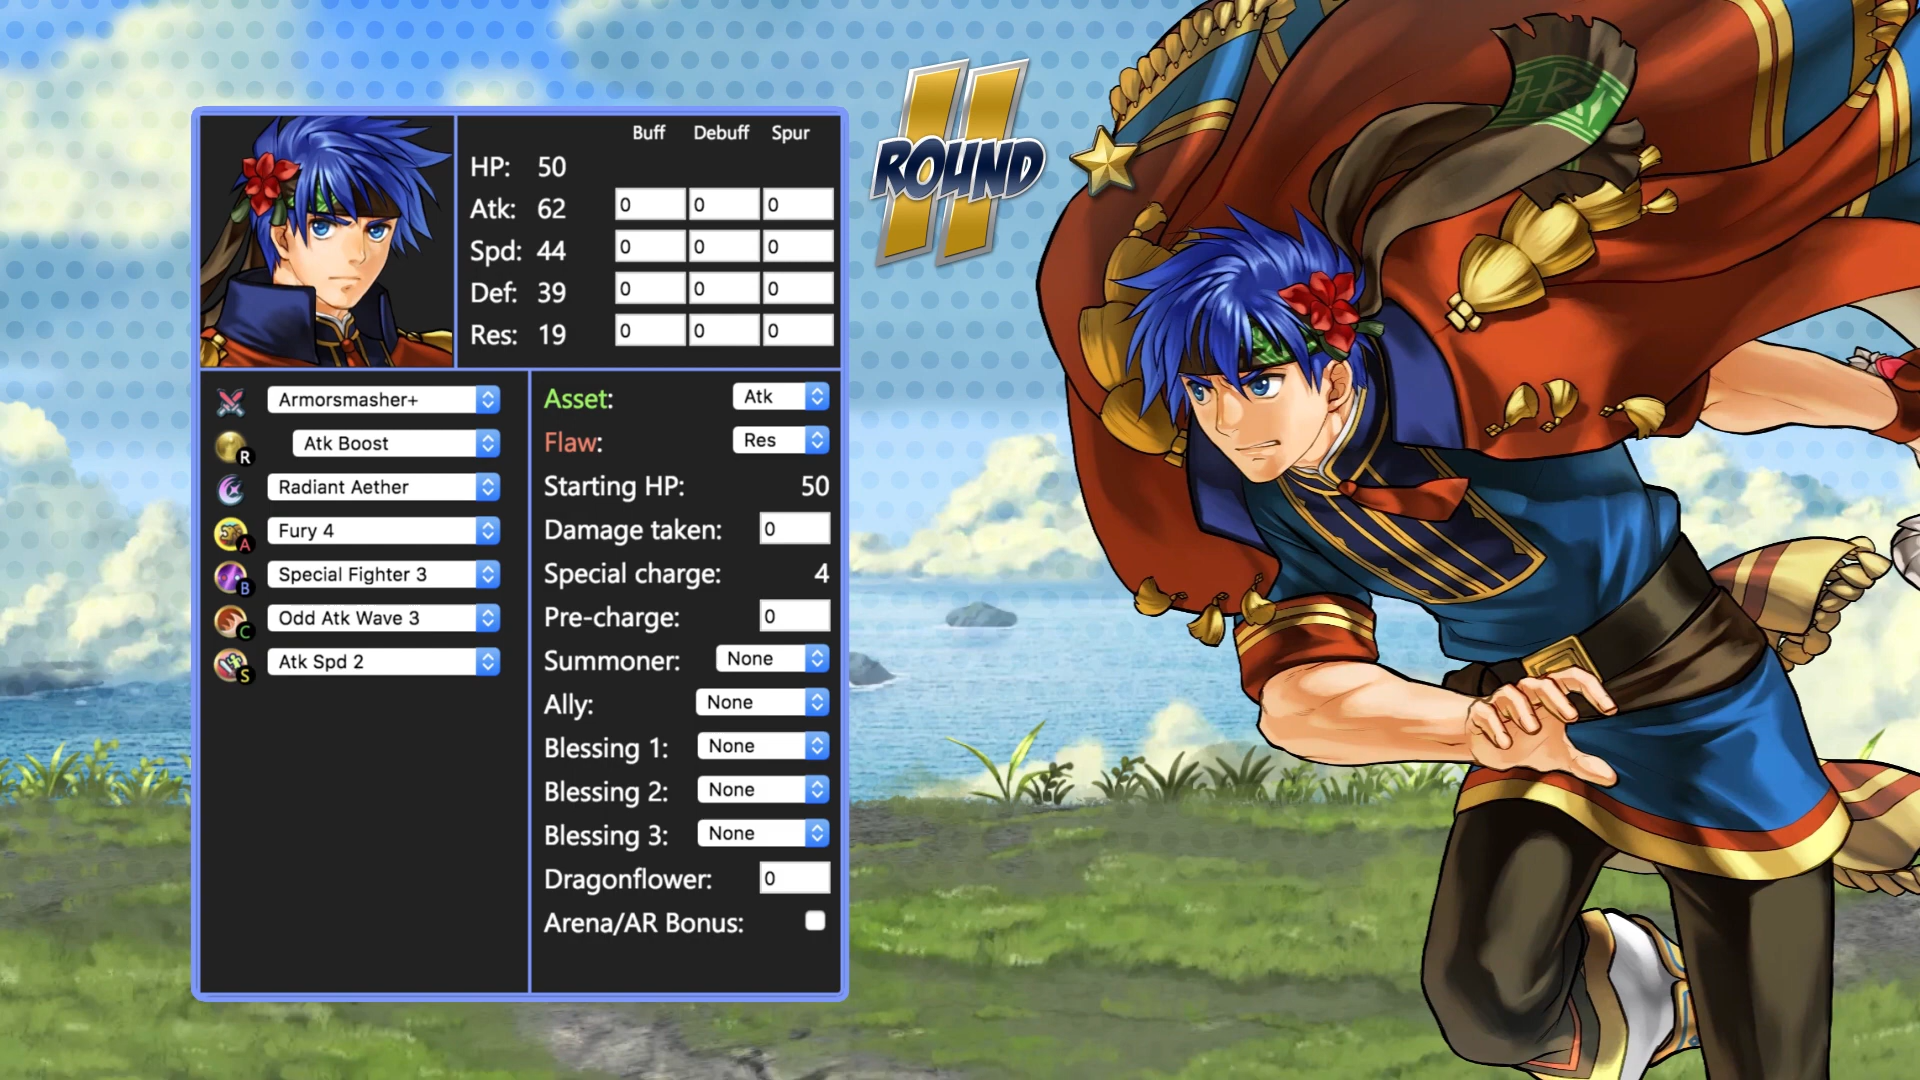 Buff Debuff Spur
HP: 50
Atk: 62 0 0 0
Spd: 44 0 0 0
Def: 39 0 0 0
Res: 19 0 0 0
Armorsmasher+
R Atk Boost
Radiant Aether
A Fury 4
B Special Fighter 3
C Odd Atk Wave 3
S Atk Spd 2
Asset: Atk
Flaw: Res
Starting HP: 50
Damage taken: 0
Special charge: 4
Pre-charge: 0
Summoner: None
Ally: None
Blessing 1: None
Blessing 2: None
Blessing 3: None
Dragonflower: 0
Arena/AR Bonus:
ROUND
II